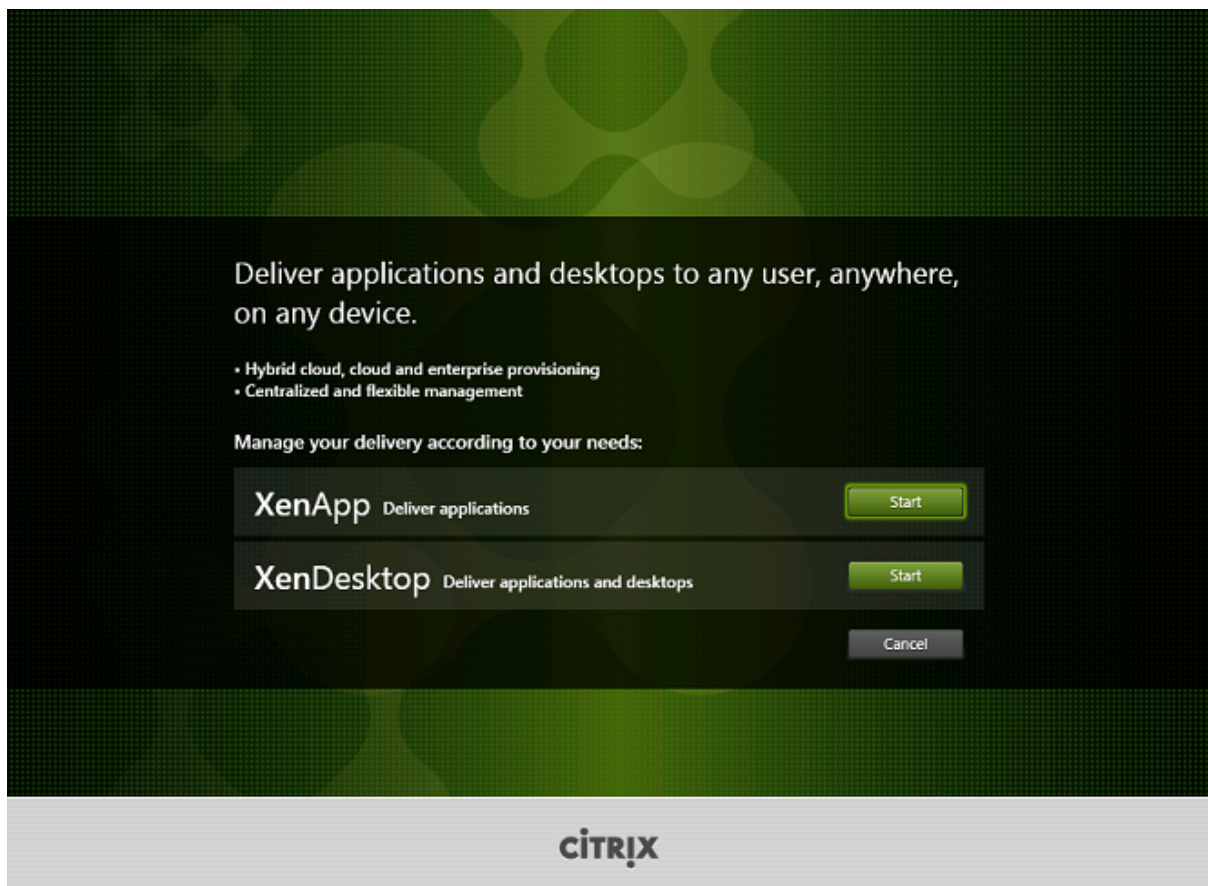 Deliver applications and desktops to any user, anywhere,
on any device.
• Hybrid cloud, cloud and enterprise provisioning
• Centralized and flexible management
Manage your delivery according to your needs:
XenApp Deliver applications Start
XenDesktop Deliver applications and desktops Start
Cancel
CİTRỊX